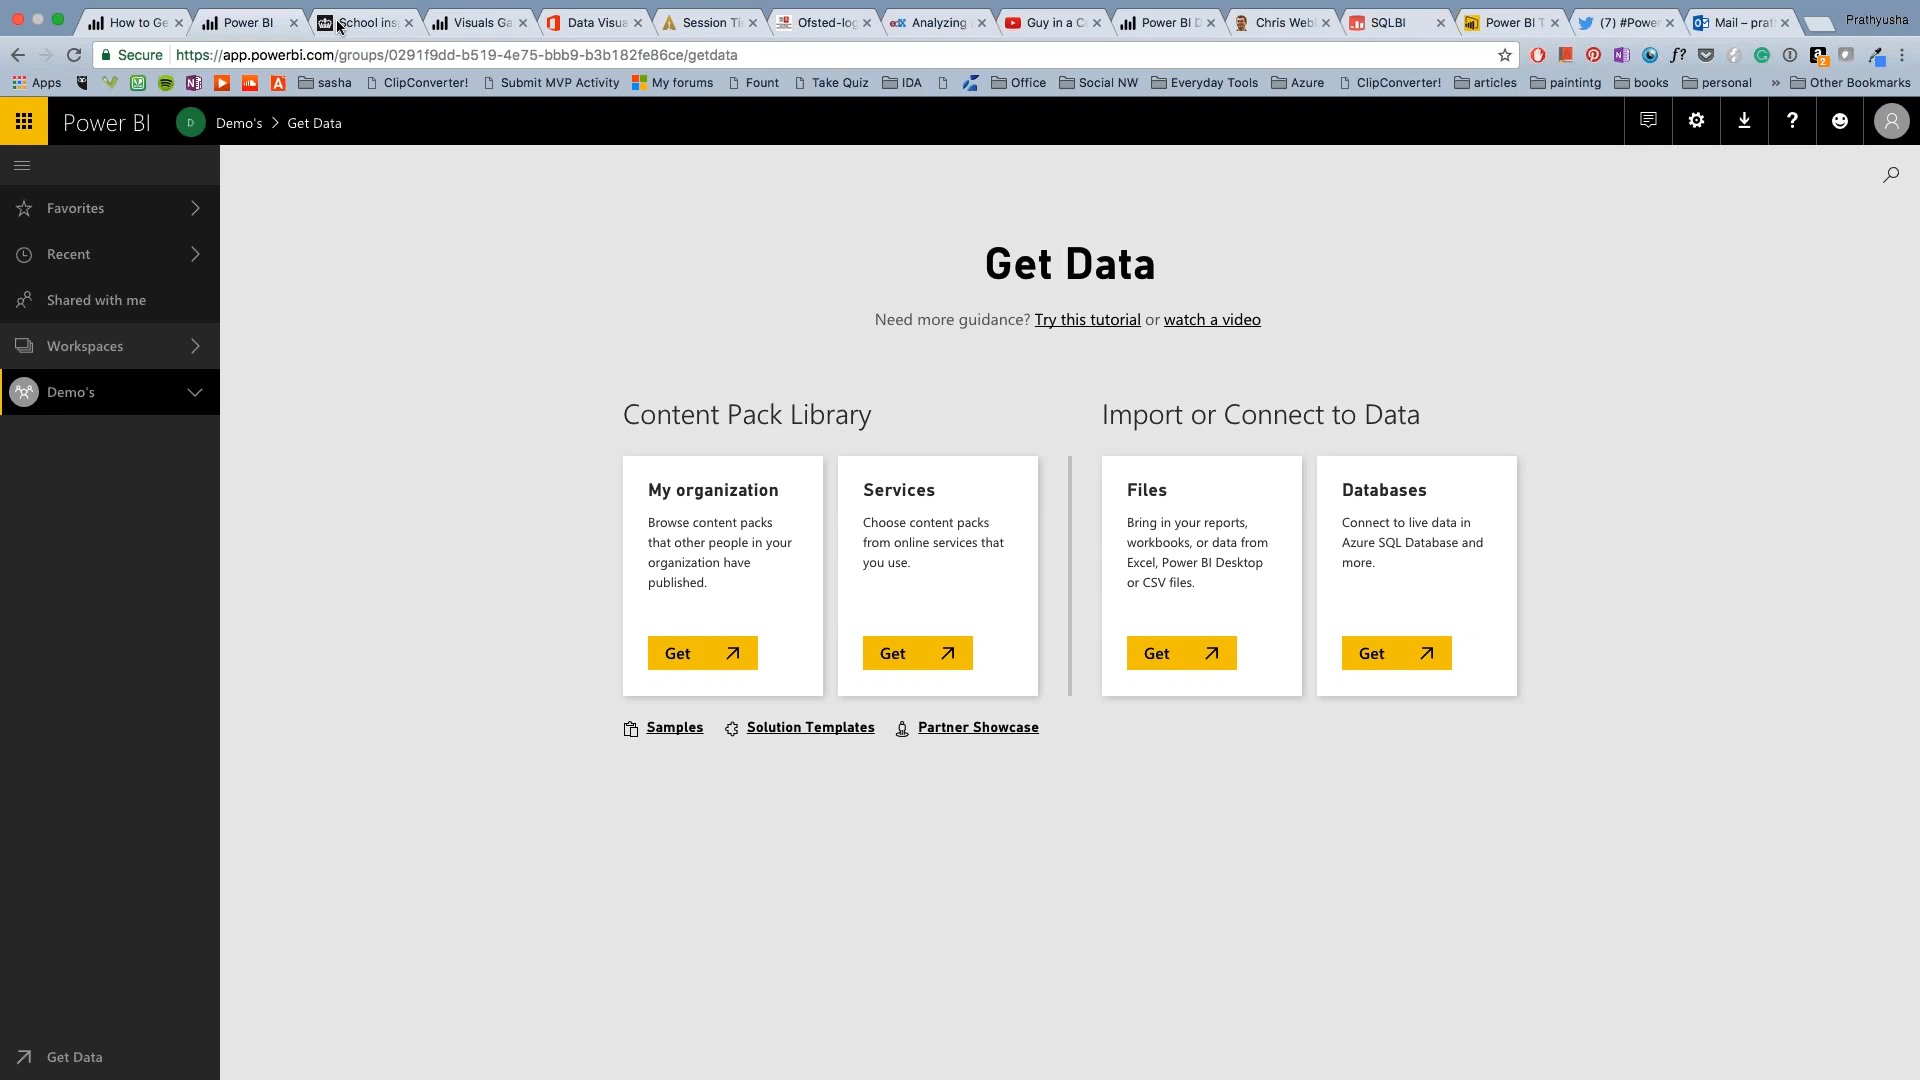 How to Ge
Power BI
School ins
Visuals Ga
Data Visua
Session Ti
Ofsted-log
edX
Analyzing
Guy in a Cu
Power BI D
Chris Web
SQLBI
Power BI T
(7) #Power
Mail – prat
Prathyusha
Secure
https://app.powerbi.com/groups/0291f9dd-b519-4e75-bbb9-b3b182fe86ce/getdata
Apps
sasha
ClipConverter!
Submit MVP Activity
My forums
Fount
Take Quiz
IDA
Office
Social NW
Everyday Tools
Azure
ClipConverter!
articles
paintintg
books
personal
»
Other Bookmarks
Power BI
D
Demo's > Get Data
Favorites
Recent
Shared with me
Workspaces
Demo's
Get Data
Get Data
Need more guidance? Try this tutorial or watch a video
Content Pack Library
My organization
Browse content packs
that other people in your
organization have
published.
Get
Services
Choose content packs
from online services that
you use.
Get
Samples
Solution Templates
Partner Showcase
Import or Connect to Data
Files
Bring in your reports,
workbooks, or data from
Excel, Power BI Desktop
or CSV files.
Get
Databases
Connect to live data in
Azure SQL Database and
more.
Get